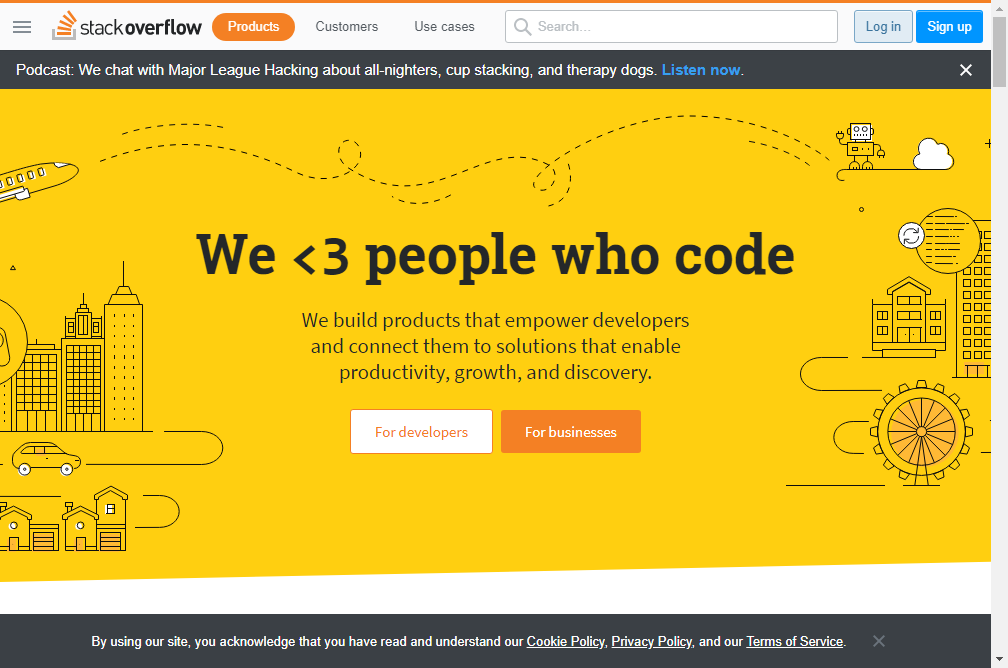 stackoverflow Products Customers Use cases Search... Log in Sign up
Podcast: We chat with Major League Hacking about all-nighters, cup stacking, and therapy dogs. Listen now.
We <3 people who code
We build products that empower developers
and connect them to solutions that enable
productivity, growth, and discovery.
For developers For businesses
By using our site, you acknowledge that you have read and understand our Cookie Policy, Privacy Policy, and our Terms of Service.